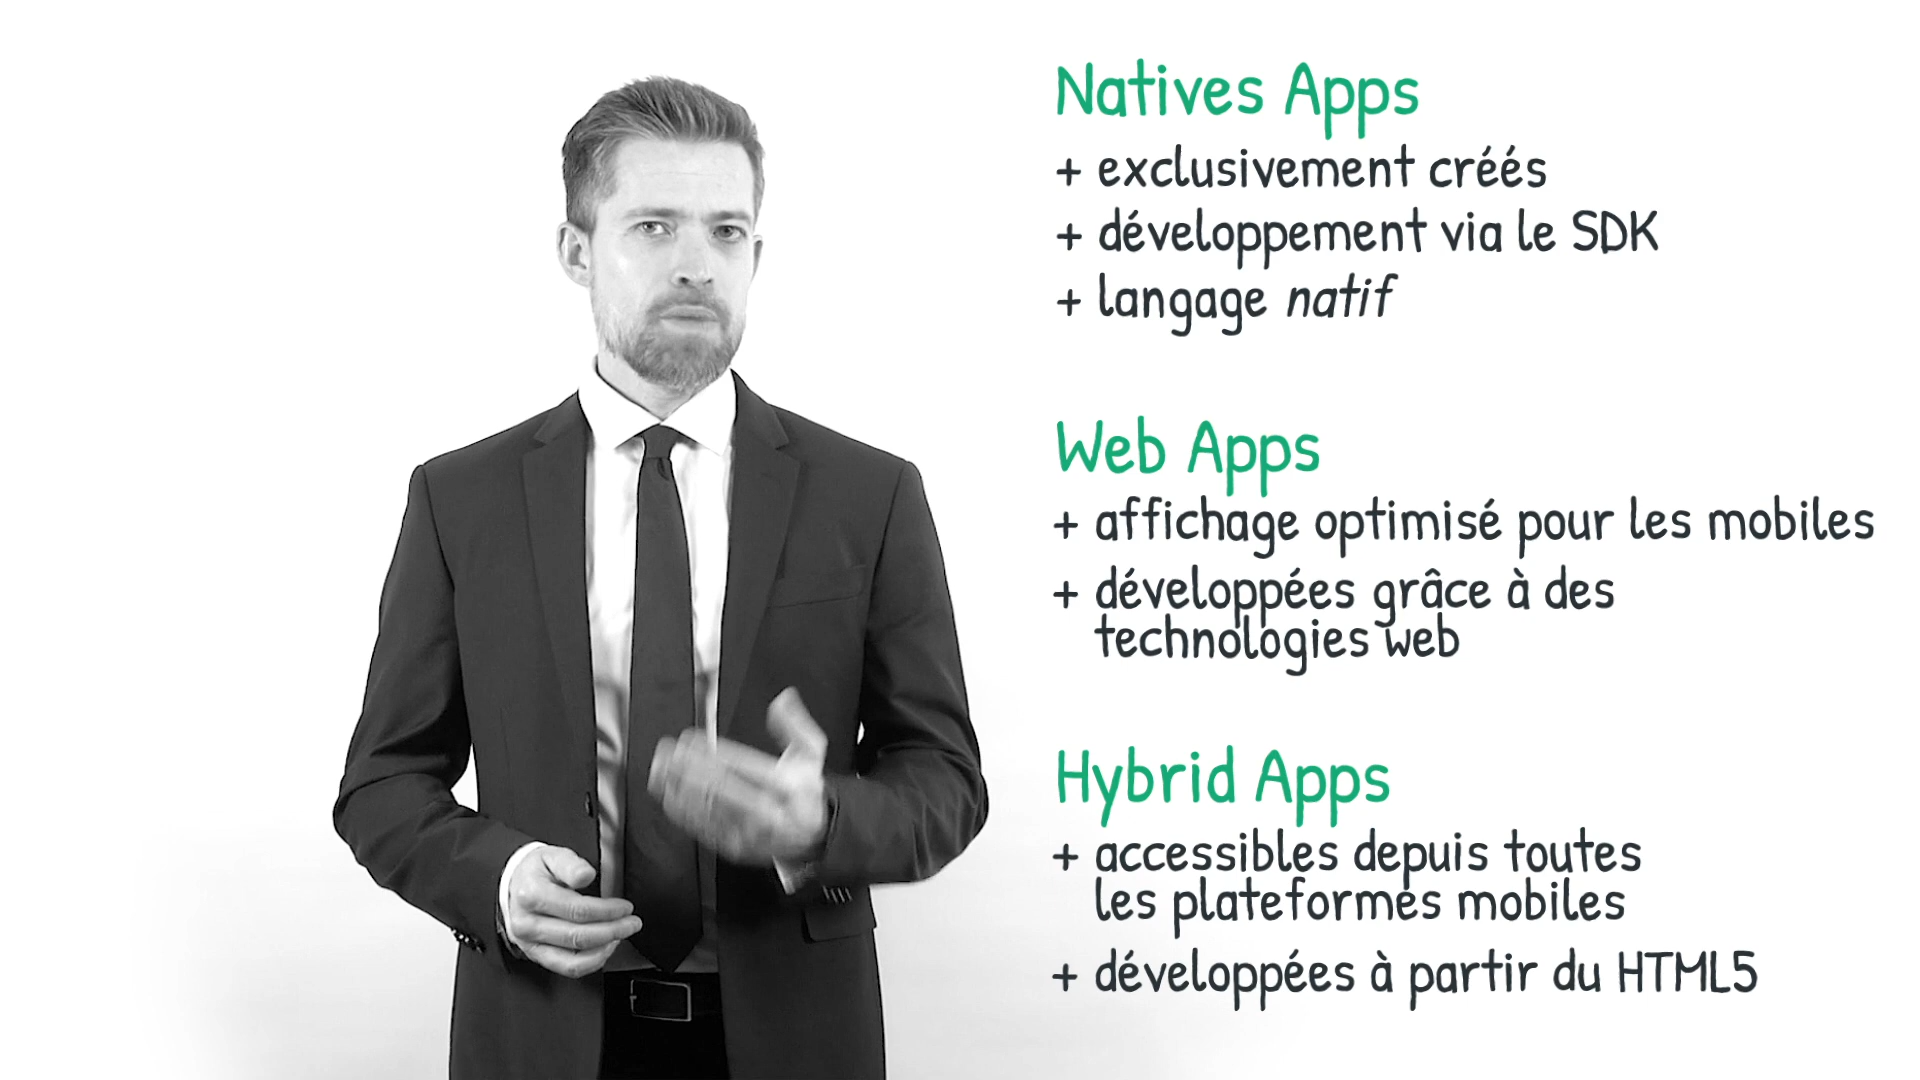 Natives Apps
+ exclusivement créés
+ développement via le SDK
+ langage natif
Web Apps
+ affichage optimisé pour les mobiles
+ développées grâce à des
technologies web
Hybrid Apps
+ accessibles depuis toutes
les plateformes mobiles
+ développées à partir du HTML5